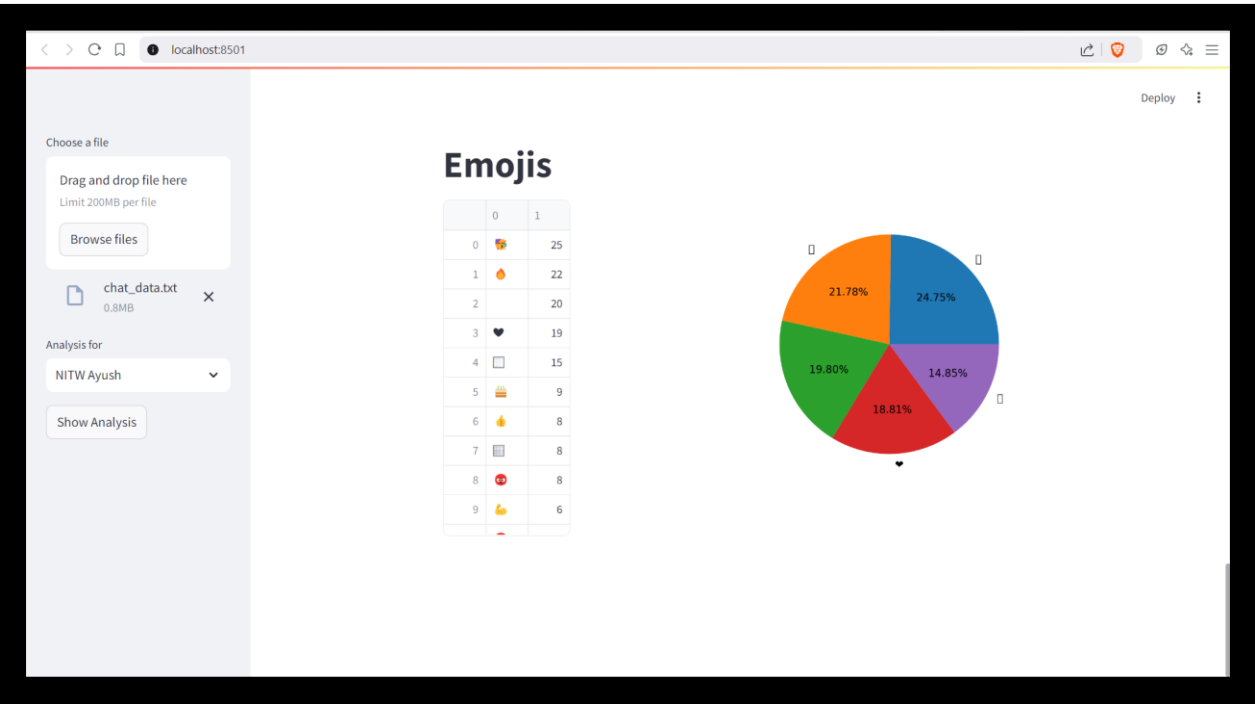 localhost:8501
Deploy
Choose a file
Drag and drop file here
Limit 200MB per file
Browse files
chat_data.txt
0.8MB
Analysis for
NITW Ayush
Show Analysis
Emojis
0 1
0 🥳 25
1 🔥 22
2 20
3 ❤ 19
4 15
5 🎂 9
6 👍 8
7 8
8 8
9 💪 6
21.78%
24.75%
19.80%
14.85%
18.81%
❤